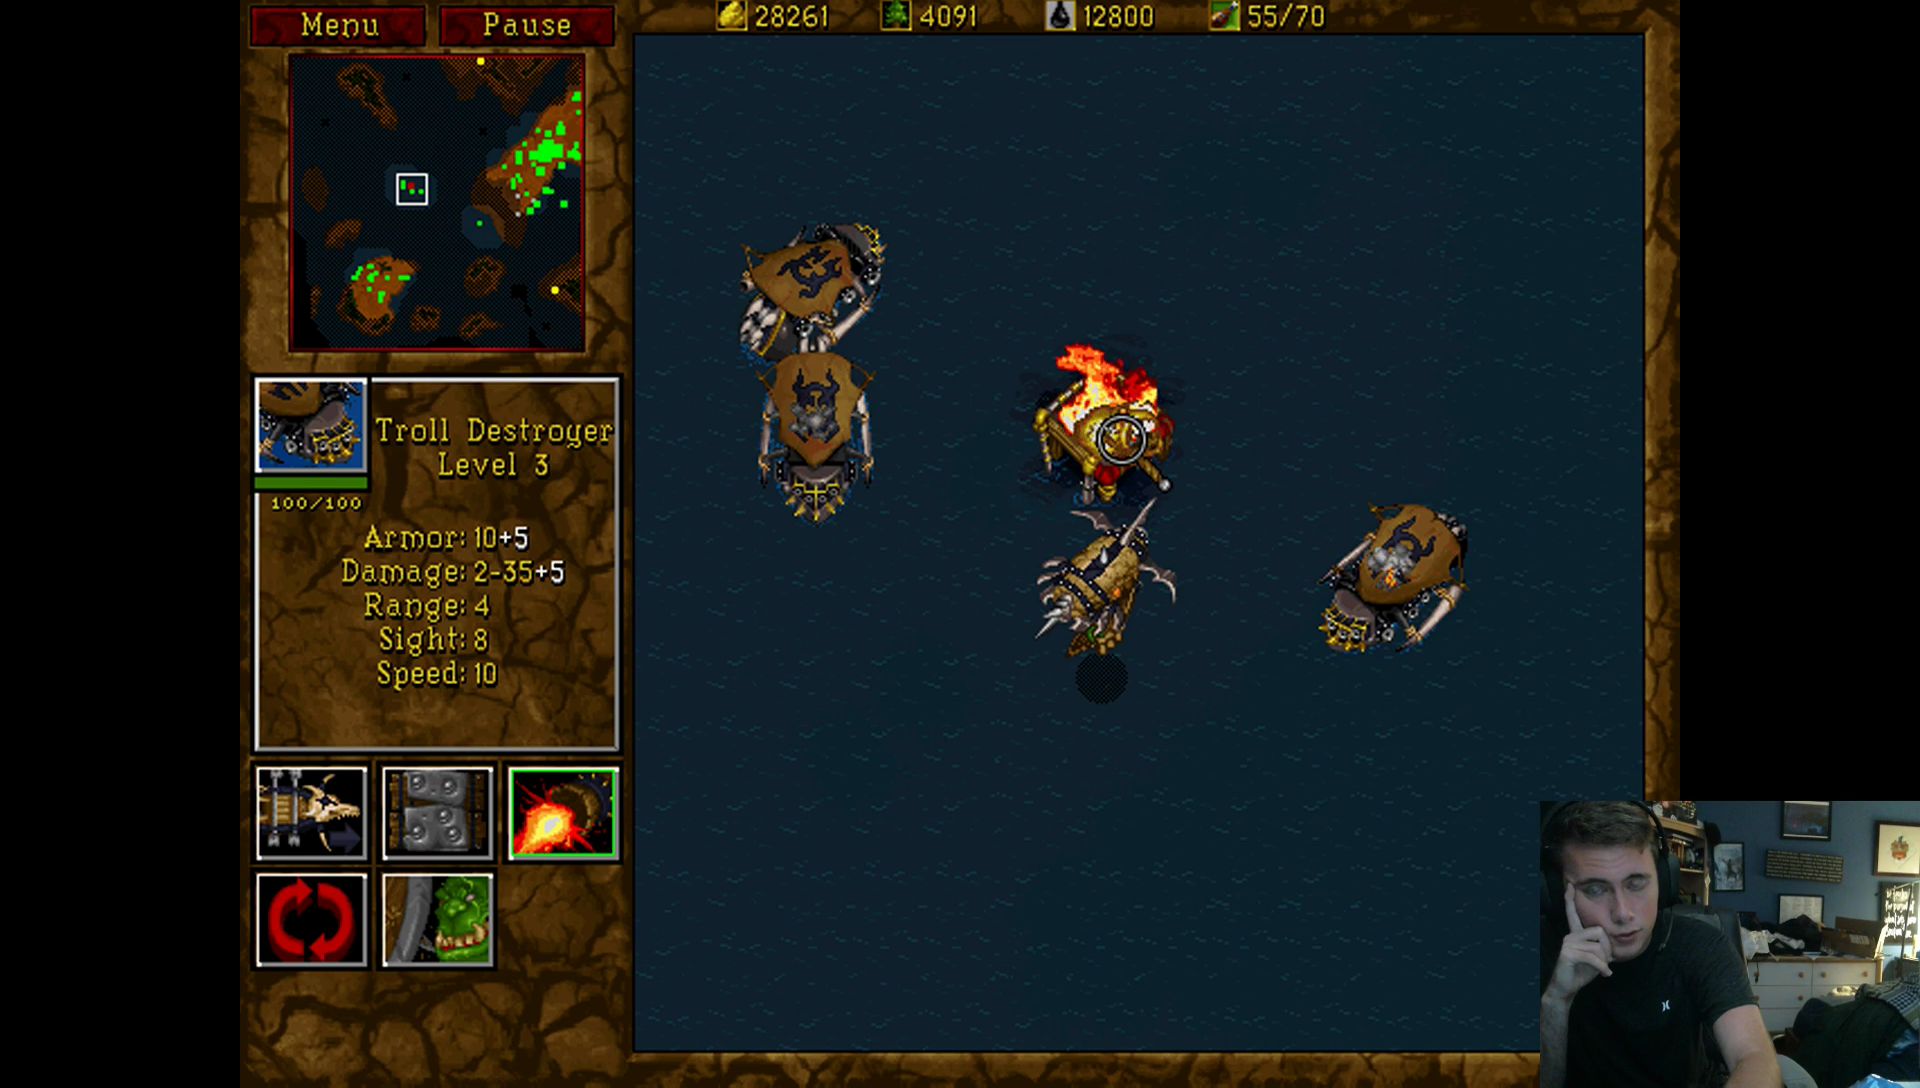 Menu
Pause
28261
4091
12800
55/70
Troll Destroyer
Level 3
100/100
Armor: 10+5
Damage: 2-35+5
Range: 4
Sight: 8
Speed: 10